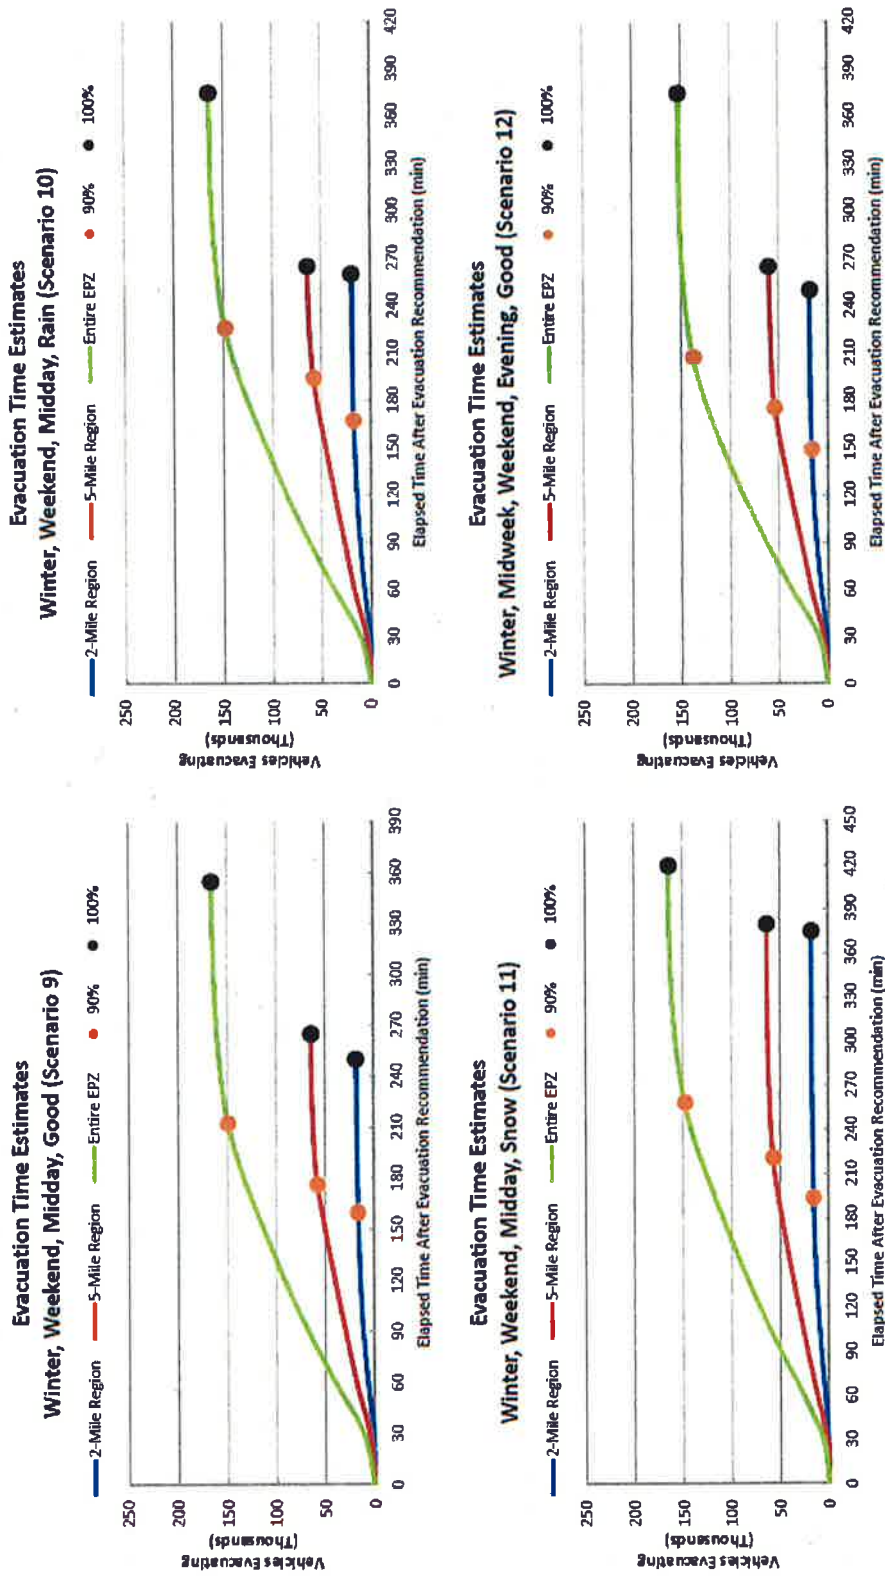 Evacuation Time Estimates
Winter, Weekend, Midday, Good (Scenario 9)
2-Mile Region 5-Mile Region Entire EPZ 90% 100%
250
200
150
100
50
0
Vehicles Evacuating
(Thousands)
0 30 60 90 120 150 180 210 240 270 300 330 360 390
Elapsed Time After Evacuation Recommendation (min)
Evacuation Time Estimates
Winter, Weekend, Midday, Rain (Scenario 10)
2-Mile Region 5-Mile Region Entire EPZ 90% 100%
250
200
150
100
50
0
Vehicles Evacuating
(Thousands)
0 30 60 90 120 150 180 210 240 270 300 330 360 390 420
Elapsed Time After Evacuation Recommendation (min)
Evacuation Time Estimates
Winter, Weekend, Midday, Snow (Scenario 11)
2-Mile Region 5-Mile Region Entire EPZ 90% 100%
250
200
150
100
50
0
Vehicles Evacuating
(Thousands)
0 30 60 90 120 150 180 210 240 270 300 330 360 390 420 450
Elapsed Time After Evacuation Recommendation (min)
Evacuation Time Estimates
Winter, Midweek, Weekend, Evening, Good (Scenario 12)
2-Mile Region 5-Mile Region Entire EPZ 90% 100%
250
200
150
100
50
0
Vehicles Evacuating
(Thousands)
0 30 60 90 120 150 180 210 240 270 300 330 360 390 420
Elapsed Time After Evacuation Recommendation (min)